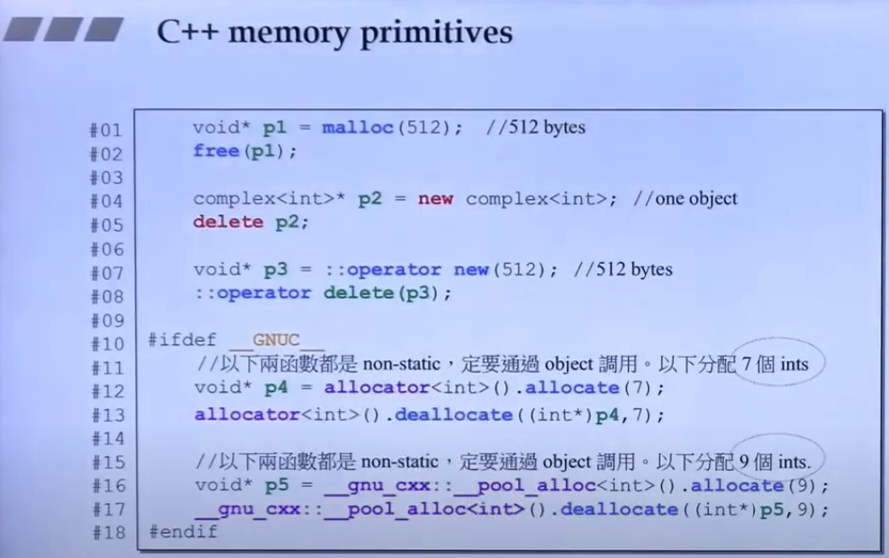 C++ memory primitives
#01 void* p1 = malloc(512); //512 bytes
#02 free(p1);
#03
#04 complex<int>* p2 = new complex<int>; //one object
#05 delete p2;
#06
#07 void* p3 = ::operator new(512); //512 bytes
#08 ::operator delete(p3);
#09
#10 #ifdef __GNUC__
#11 //以下兩函數都是 non-static，定要通過 object 調用。以下分配 7 個 ints
#12 void* p4 = allocator<int>().allocate(7);
#13 allocator<int>().deallocate((int*)p4,7);
#14
#15 //以下兩函數都是 non-static，定要通過 object 調用。以下分配 9 個 ints.
#16 void* p5 = __gnu_cxx::__pool_alloc<int>().allocate(9);
#17 __gnu_cxx::__pool_alloc<int>().deallocate((int*)p5,9);
#18 #endif